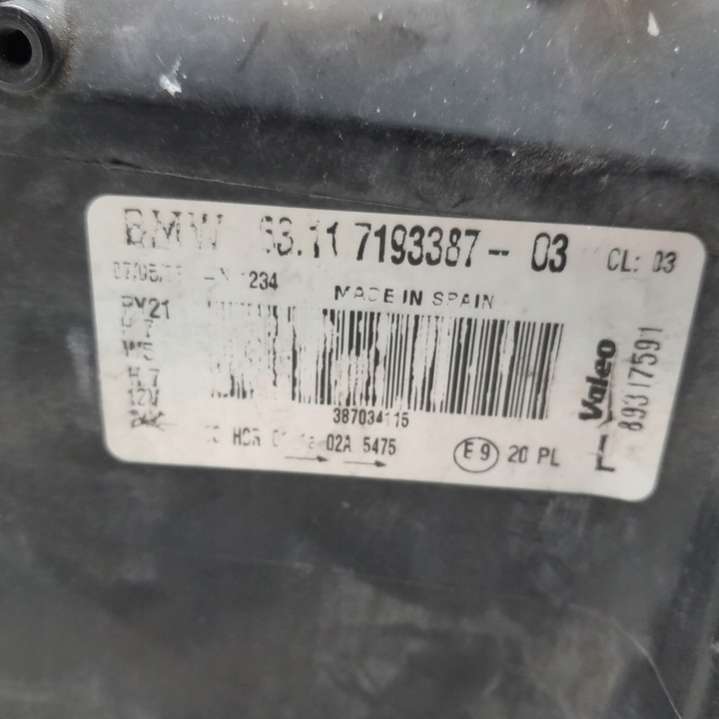 BMW 63.11 7193387-03 CL: 03
1234
MADE IN SPAIN
PY21
H7
12V
387034115
HCR 02A 5475
E9 20 PL
Valeo
89317591